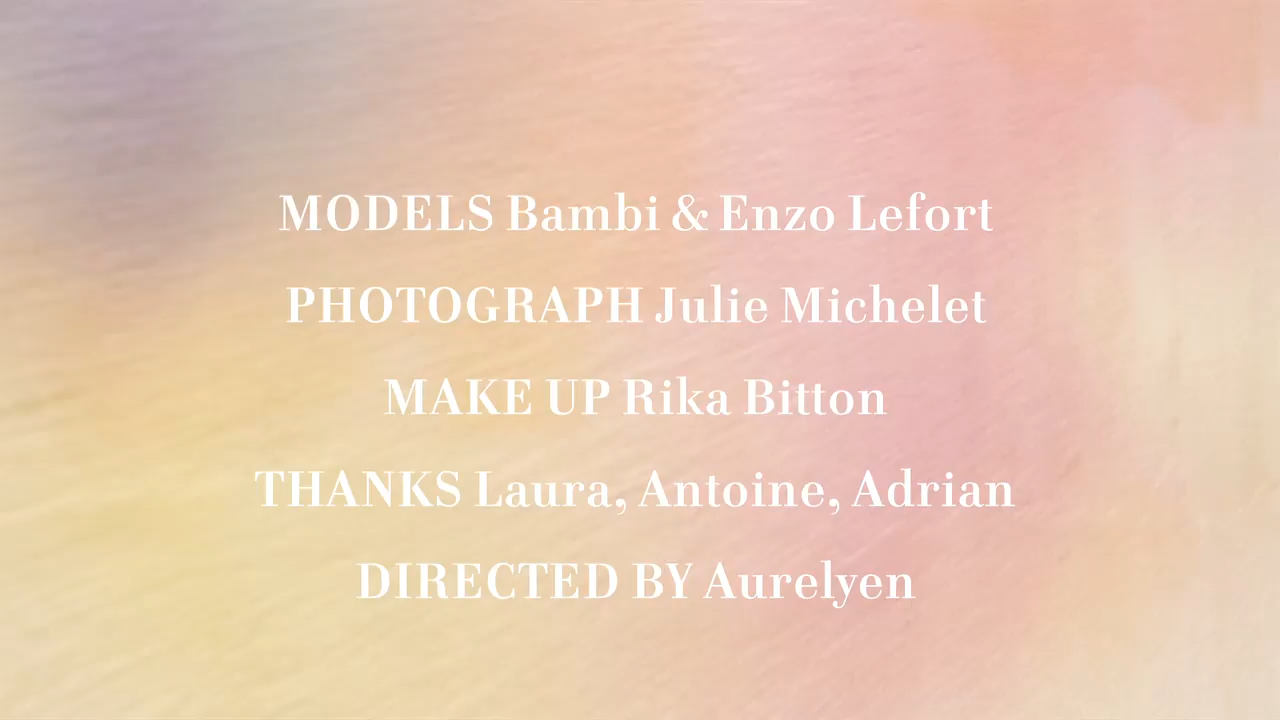 MODELS Bambi & Enzo Lefort
PHOTOGRAPH Julie Michelet
MAKE UP Rika Bitton
THANKS Laura, Antoine, Adrian
DIRECTED BY Aurelyen